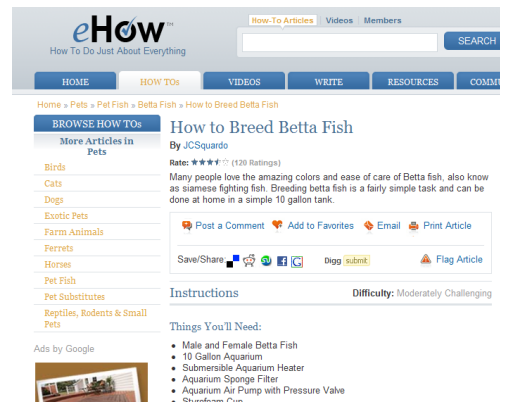 eHow™
How To Do Just About Everything
How-To Articles | Videos | Members
SEARCH
HOME
HOW TOs
VIDEOS
WRITE
RESOURCES
COMMU
Home » Pets » Pet Fish » Betta Fish » How to Breed Betta Fish
BROWSE HOW TOs
More Articles in
Pets
Birds
Cats
Dogs
Exotic Pets
Farm Animals
Ferrets
Horses
Pet Fish
Pet Substitutes
Reptiles, Rodents & Small
Pets
Ads by Google
How to Breed Betta Fish
By JCSquardo
Rate: (120 Ratings)
Many people love the amazing colors and ease of care of Betta fish, also know
as siamese fighting fish. Breeding betta fish is a fairly simple task and can be
done at home in a simple 10 gallon tank.
Post a Comment Add to Favorites Email Print Article
Save/Share: Digg submit Flag Article
Instructions
Difficulty: Moderately Challenging
Things You'll Need:
Male and Female Betta Fish
10 Gallon Aquarium
Submersible Aquarium Heater
Aquarium Sponge Filter
Aquarium Air Pump with Pressure Valve
Styrofoam Cup